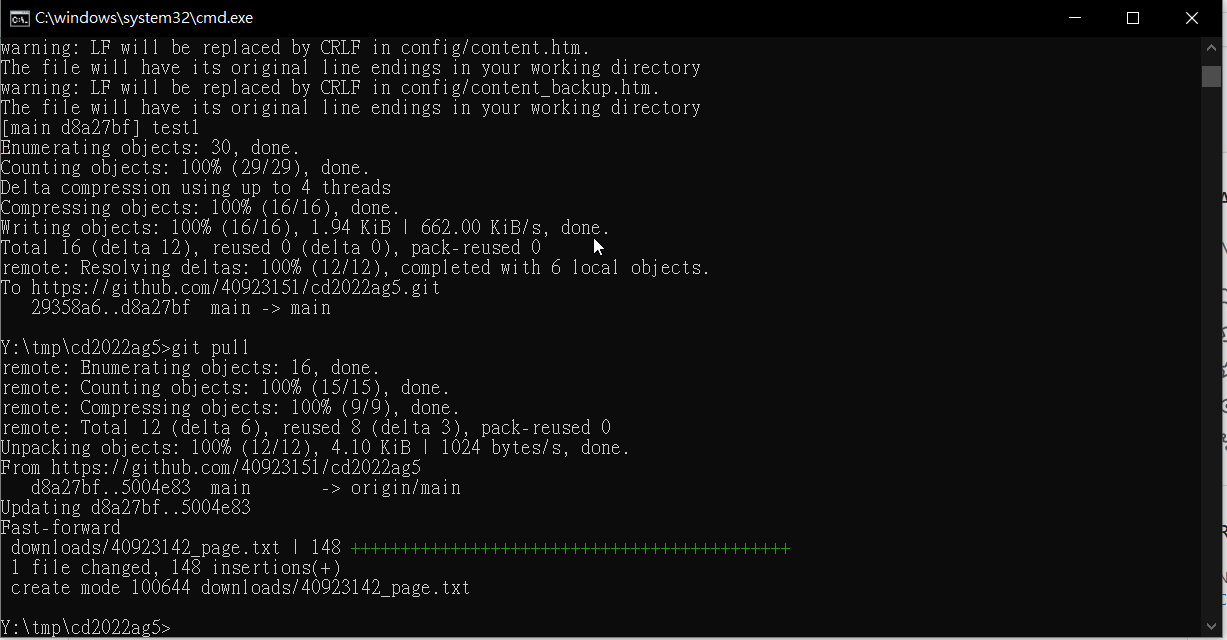 C:\windows\system32\cmd.exe
warning: LF will be replaced by CRLF in config/content.htm.
The file will have its original line endings in your working directory
warning: LF will be replaced by CRLF in config/content_backup.htm.
The file will have its original line endings in your working directory
[main d8a27bf] test1
Enumerating objects: 30, done.
Counting objects: 100% (29/29), done.
Delta compression using up to 4 threads
Compressing objects: 100% (16/16), done.
Writing objects: 100% (16/16), 1.94 KiB | 662.00 KiB/s, done.
Total 16 (delta 12), reused 0 (delta 0), pack-reused 0
remote: Resolving deltas: 100% (12/12), completed with 6 local objects.
To https://github.com/40923151/cd2022ag5.git
   29358a6..d8a27bf  main -> main
Y:\tmp\cd2022ag5>git pull
remote: Enumerating objects: 16, done.
remote: Counting objects: 100% (15/15), done.
remote: Compressing objects: 100% (9/9), done.
remote: Total 12 (delta 6), reused 8 (delta 3), pack-reused 0
Unpacking objects: 100% (12/12), 4.10 KiB | 1024 bytes/s, done.
From https://github.com/40923151/cd2022ag5
   d8a27bf..5004e83  main       -> origin/main
Updating d8a27bf..5004e83
Fast-forward
 downloads/40923142_page.txt | 148 ++++++++++++++++++++++++++++++++++++++++++++
 1 file changed, 148 insertions(+)
 create mode 100644 downloads/40923142_page.txt
Y:\tmp\cd2022ag5>